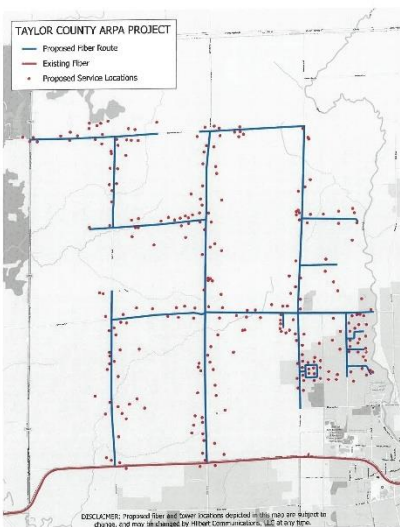 TAYLOR COUNTY ARPA PROJECT
Proposed Fiber Route
Existing Fiber
Proposed Service Locations
DISCLAIMER: Proposed fiber and tower locations depicted in this map are subject to
change, and may be changed by Hilbert Communications, LLC at any time.